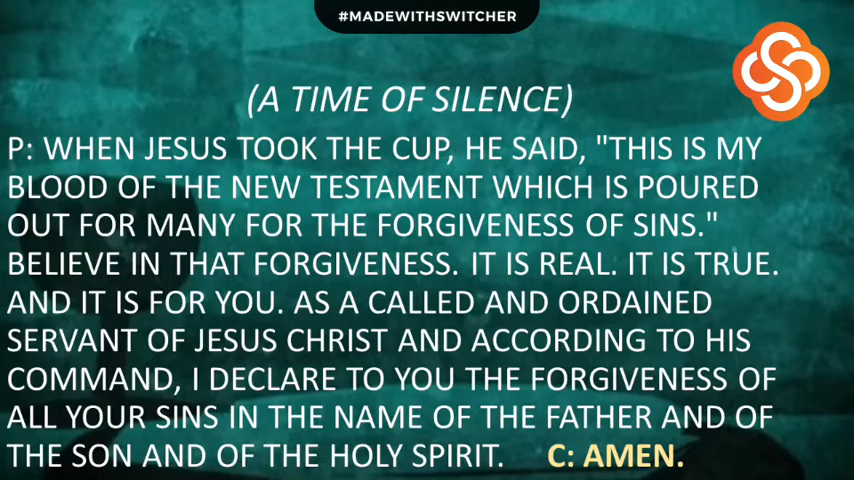 #MADEWITHSWITCHER
(A TIME OF SILENCE)
P: WHEN JESUS TOOK THE CUP, HE SAID, "THIS IS MY
BLOOD OF THE NEW TESTAMENT WHICH IS POURED
OUT FOR MANY FOR THE FORGIVENESS OF SINS."
BELIEVE IN THAT FORGIVENESS. IT IS REAL. IT IS TRUE.
AND IT IS FOR YOU. AS A CALLED AND ORDAINED
SERVANT OF JESUS CHRIST AND ACCORDING TO HIS
COMMAND, I DECLARE TO YOU THE FORGIVENESS OF
ALL YOUR SINS IN THE NAME OF THE FATHER AND OF
THE SON AND OF THE HOLY SPIRIT. C: AMEN.